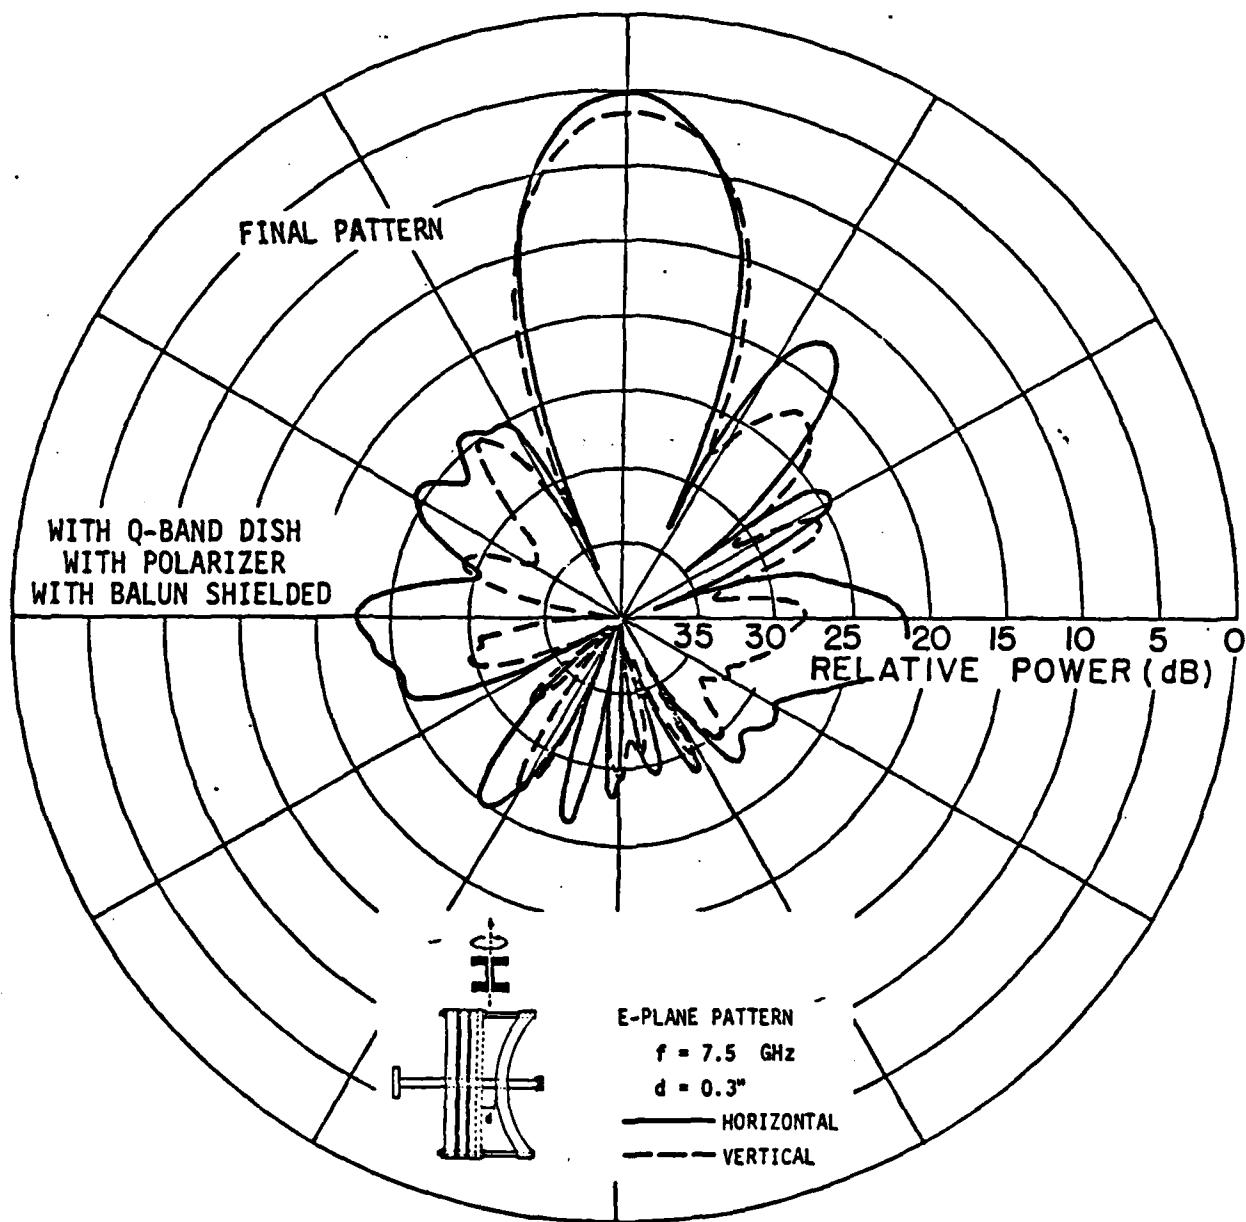 FINAL PATTERN
WITH Q-BAND DISH
WITH POLARIZER
WITH BALUN SHIELDED
35 30 25 20 15 10 5 0
RELATIVE POWER (dB)
E-PLANE PATTERN
f = 7.5 GHz
d = 0.3"
HORIZONTAL
VERTICAL